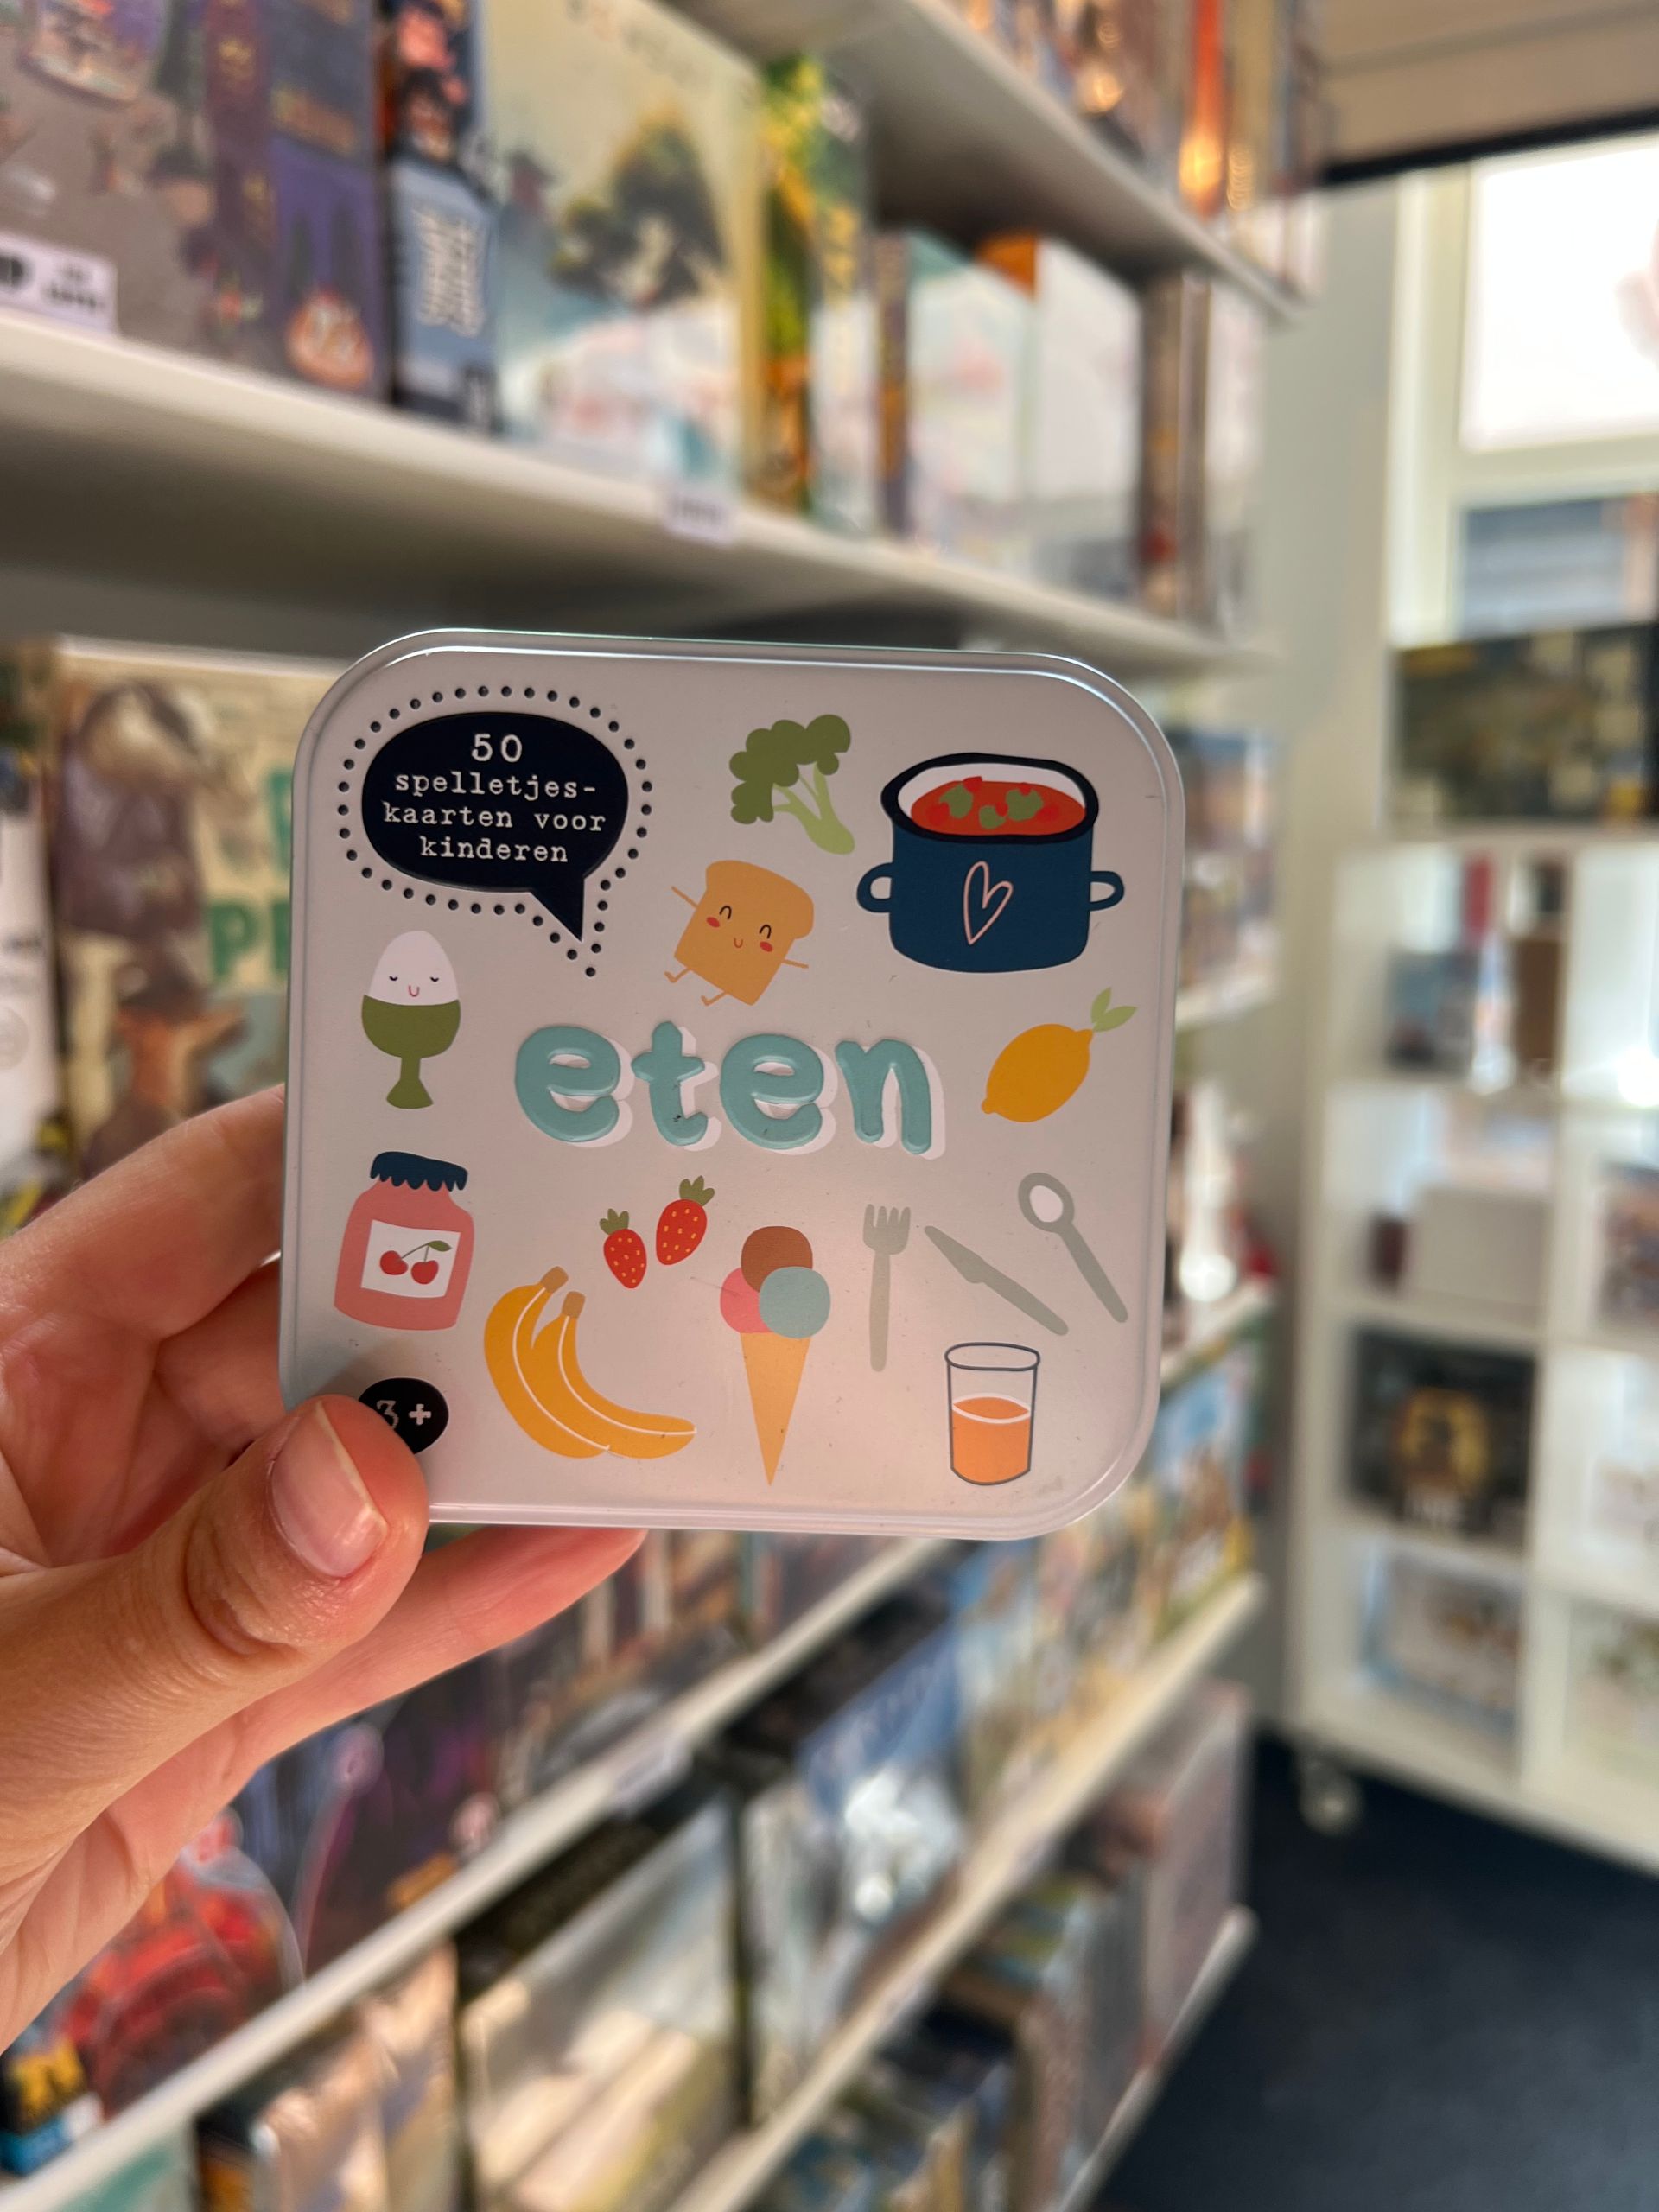 50
spelletjes-
kaarten voor
kinderen
eten
3+